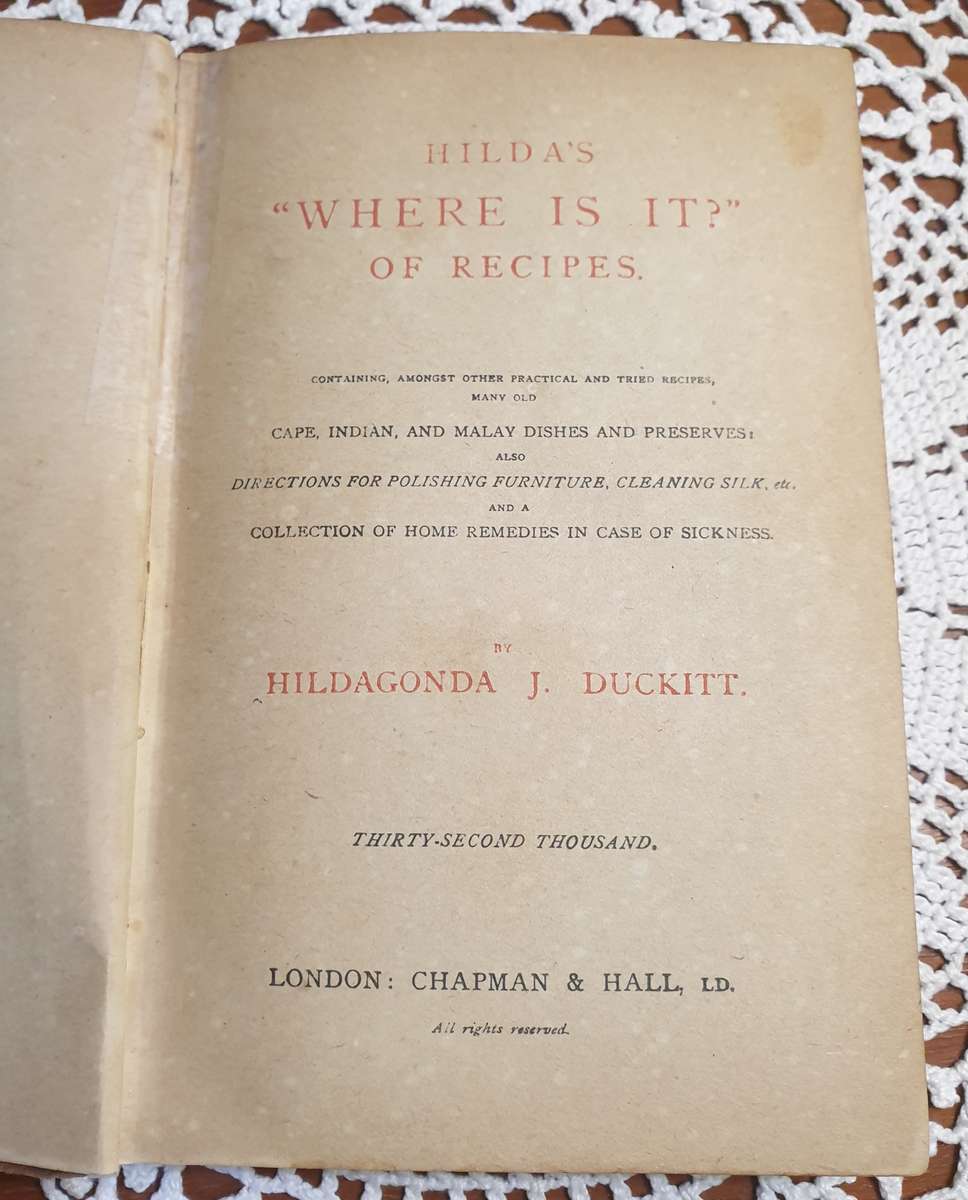 HILDA'S
"WHERE IS IT?"
OF RECIPES.
CONTAINING, AMONGST OTHER PRACTICAL AND TRIED RECIPES,
MANY OLD
CAPE, INDIAN, AND MALAY DISHES AND PRESERVES:
ALSO
DIRECTIONS FOR POLISHING FURNITURE, CLEANING SILK, etc.
AND A
COLLECTION OF HOME REMEDIES IN CASE OF SICKNESS.
BY
HILDAGONDA J. DUCKITT.
THIRTY-SECOND THOUSAND.
LONDON: CHAPMAN & HALL, LD.
All rights reserved.